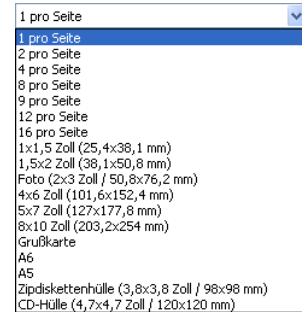 1 pro Seite
1 pro Seite
2 pro Seite
4 pro Seite
8 pro Seite
9 pro Seite
12 pro Seite
16 pro Seite
1x1,5 Zoll (25,4x38,1 mm)
1,5x2 Zoll (38,1x50,8 mm)
Foto (2x3 Zoll / 50,8x76,2 mm)
4x6 Zoll (101,6x152,4 mm)
5x7 Zoll (127x177,8 mm)
8x10 Zoll (203,2x254 mm)
Grußkarte
A6
A5
Zipdiskettenhülle (3,8x3,8 Zoll / 98x98 mm)
CD-Hülle (4,7x4,7 Zoll / 120x120 mm)